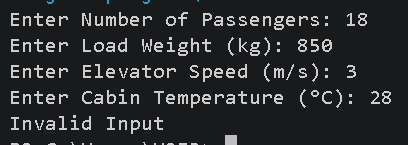 Enter Number of Passengers: 18
Enter Load Weight (kg): 850
Enter Elevator Speed (m/s): 3
Enter Cabin Temperature (°C): 28
Invalid Input